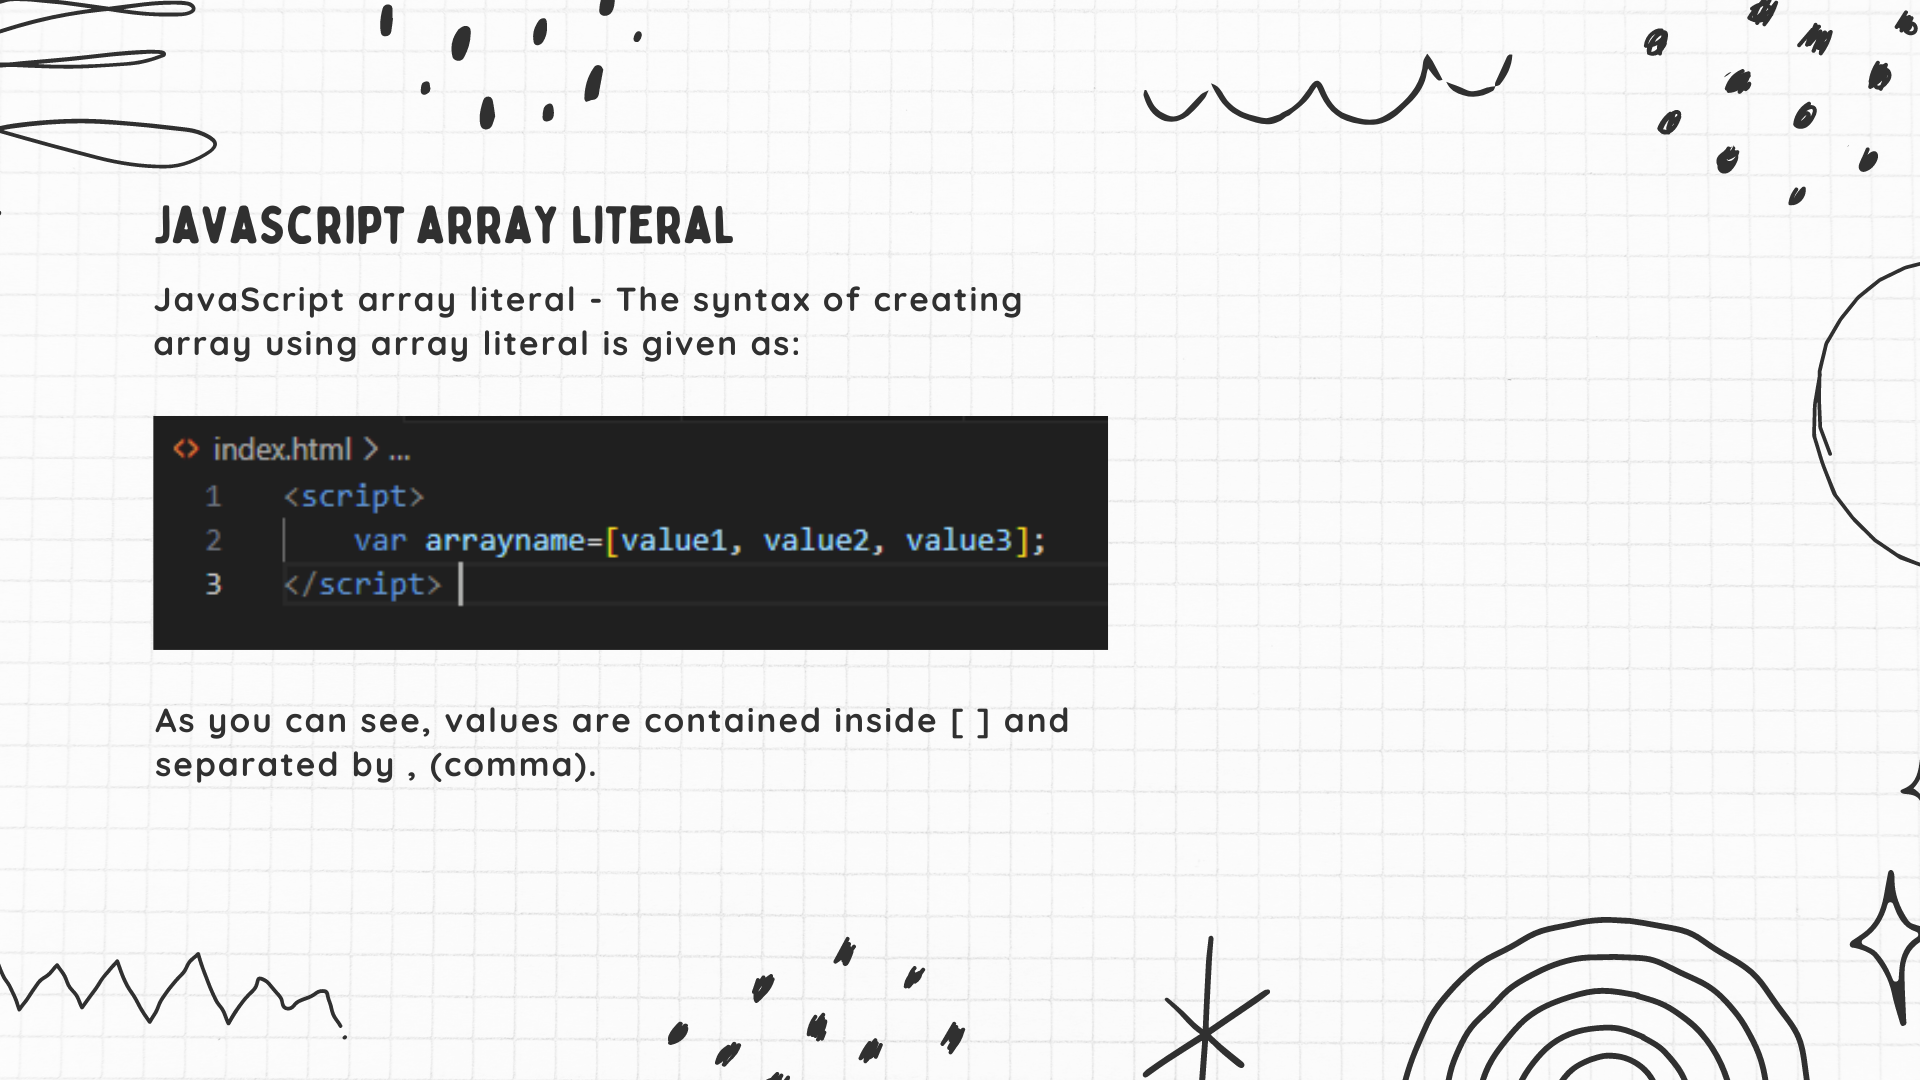 JAVASCRIPT ARRAY LITERAL
JavaScript array literal - The syntax of creating
array using array literal is given as:
<> index.html > ...
1 <script>
2 var arrayname=[value1, value2, value3];
3 </script>
As you can see, values are contained inside [ ] and
separated by , (comma).